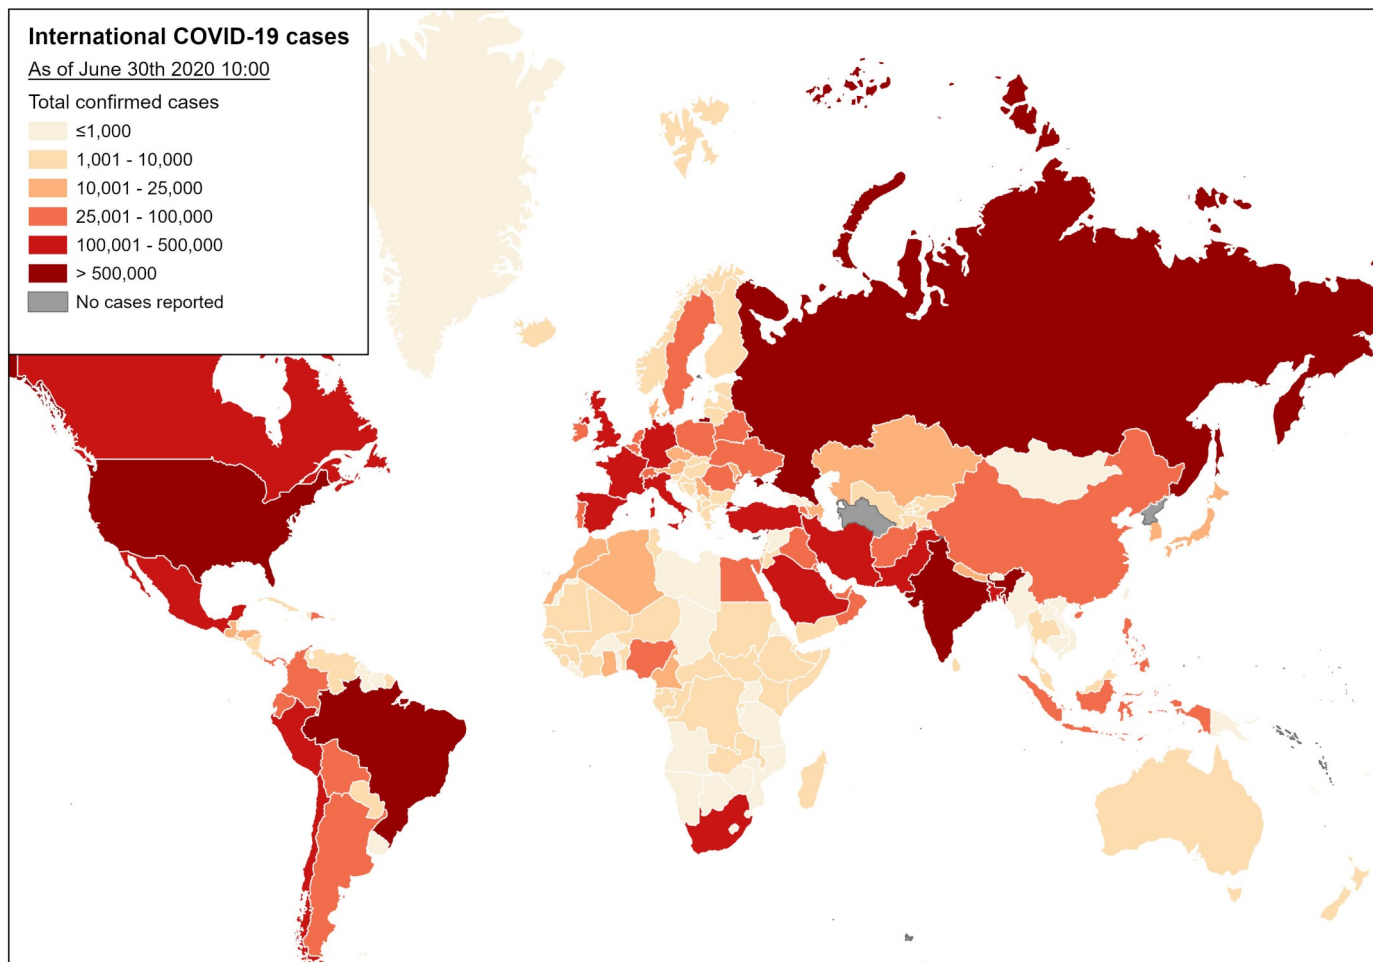 International COVID-19 cases
As of June 30th 2020 10:00
Total confirmed cases
≤1,000
1,001 - 10,000
10,001 - 25,000
25,001 - 100,000
100,001 - 500,000
> 500,000
No cases reported